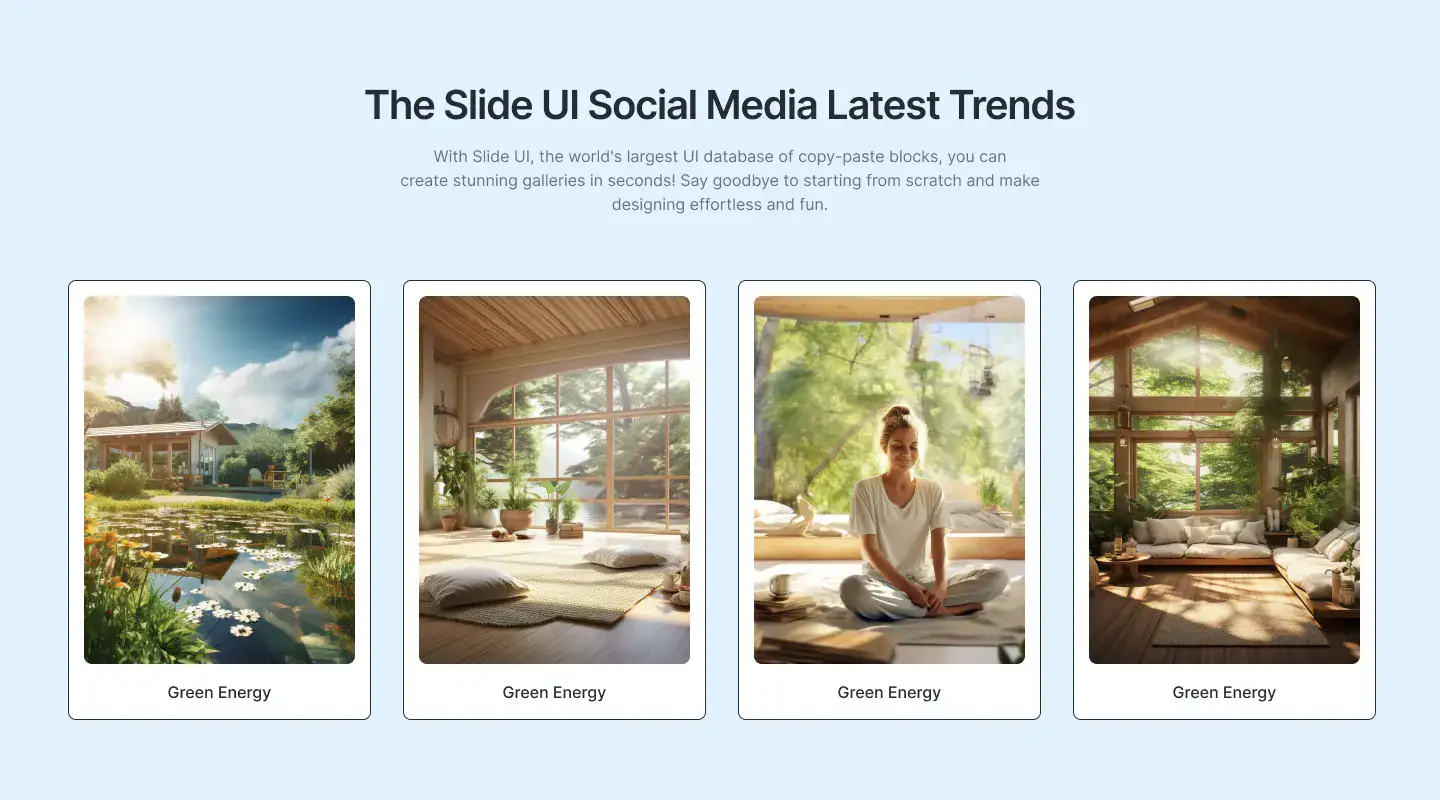 The Slide UI Social Media Latest Trends
With Slide UI, the world's largest UI database of copy-paste blocks, you can
create stunning galleries in seconds! Say goodbye to starting from scratch and make
designing effortless and fun.
Green Energy
Green Energy
Green Energy
Green Energy